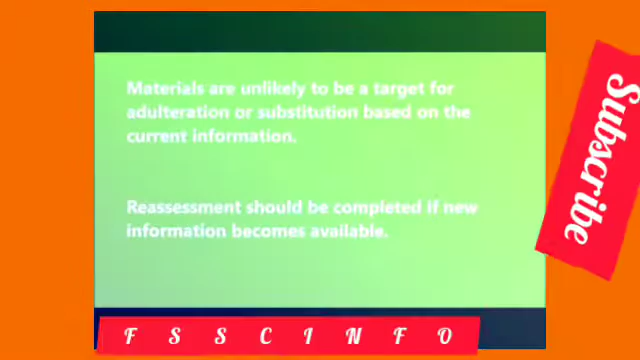 Materials are unlikely to be a target for
adulteration or substitution based on the
current information.
Reassessment should be completed if new
information becomes available.
Subscribe
F S S C I N F O